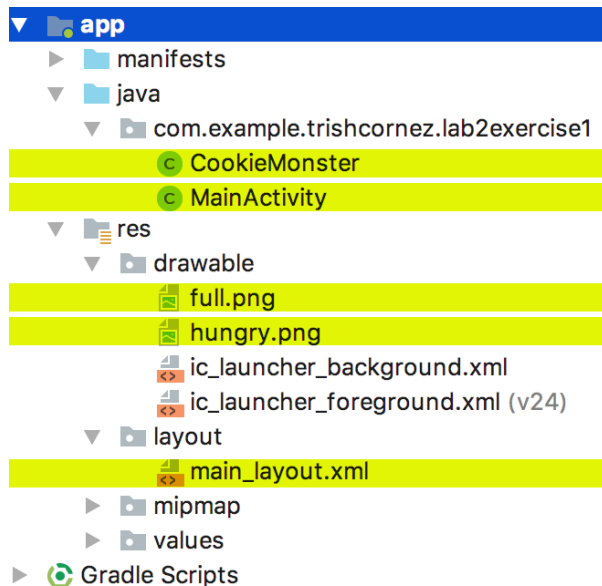 app
manifests
java
com.example.trishcornez.lab2exercise1
C CookieMonster
C MainActivity
res
drawable
full.png
hungry.png
ic_launcher_background.xml
ic_launcher_foreground.xml (v24)
layout
main_layout.xml
mipmap
values
Gradle Scripts